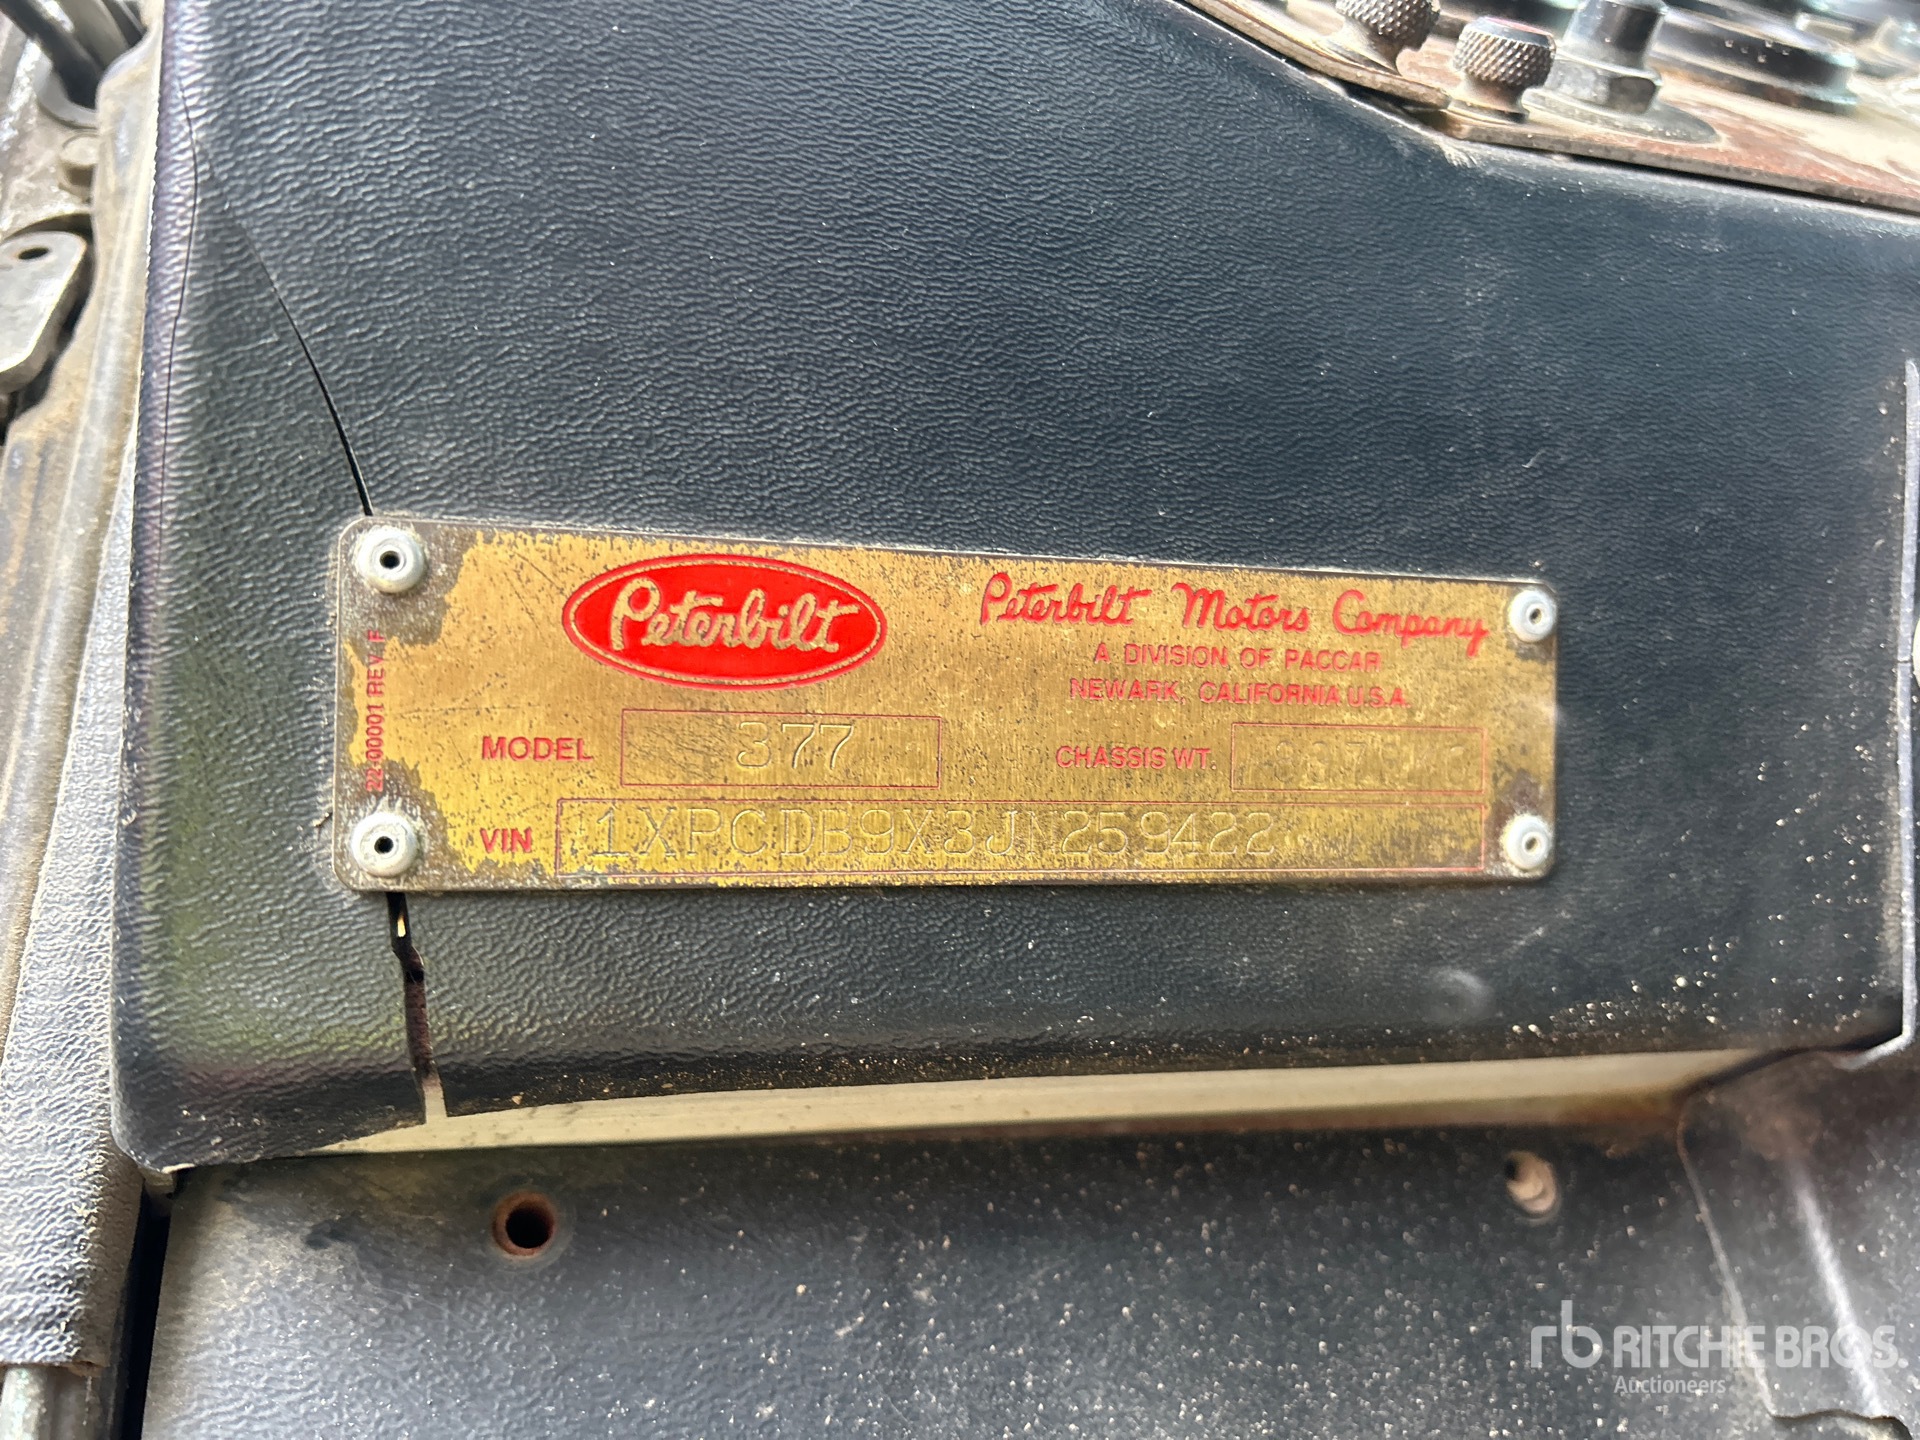 Peterbilt
Peterbilt Motors Company
A DIVISION OF PACCAR
NEWARK, CALIFORNIA U.S.A.
22-00001 REV. F
MODEL 377
CHASSIS WT.
VIN 1XPCDB9X3JN259422
rb RITCHIE BROS.
Auctioneers